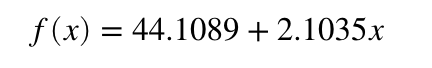 f(x) = 44.1089 + 2.1035x